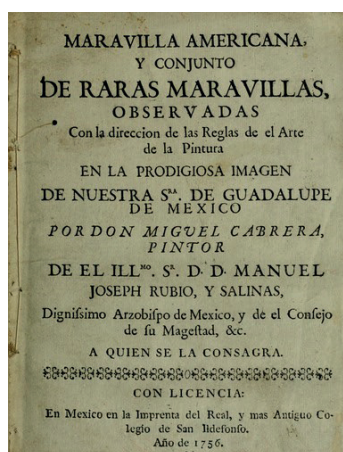 MARAVILLA AMERICANA,
Y CONJUNTO
DE RARAS MARAVILLAS,
OBSERVADAS
Con la direccion de las Reglas de el Arte
de la Pintura
EN LA PRODIGIOSA IMAGEN
DE NUESTRA Sʳᴬ. DE GUADALUPE
DE MEXICO
POR DON MIGUEL CABRERA,
PINTOR
DE EL ILLᵐᵒ. Sʳ. D. D. MANUEL
JOSEPH RUBIO, Y SALINAS,
Digniſsimo Arzobiſpo de Mexico, y de el Conſejo
de ſu Mageſtad, &c.
A QUIEN SE LA CONSAGRA.
CON LICENCIA:
En Mexico en la Imprenta del Real, y mas Antiguo Co-
legio de San Ildefonſo.
Año de 1756.